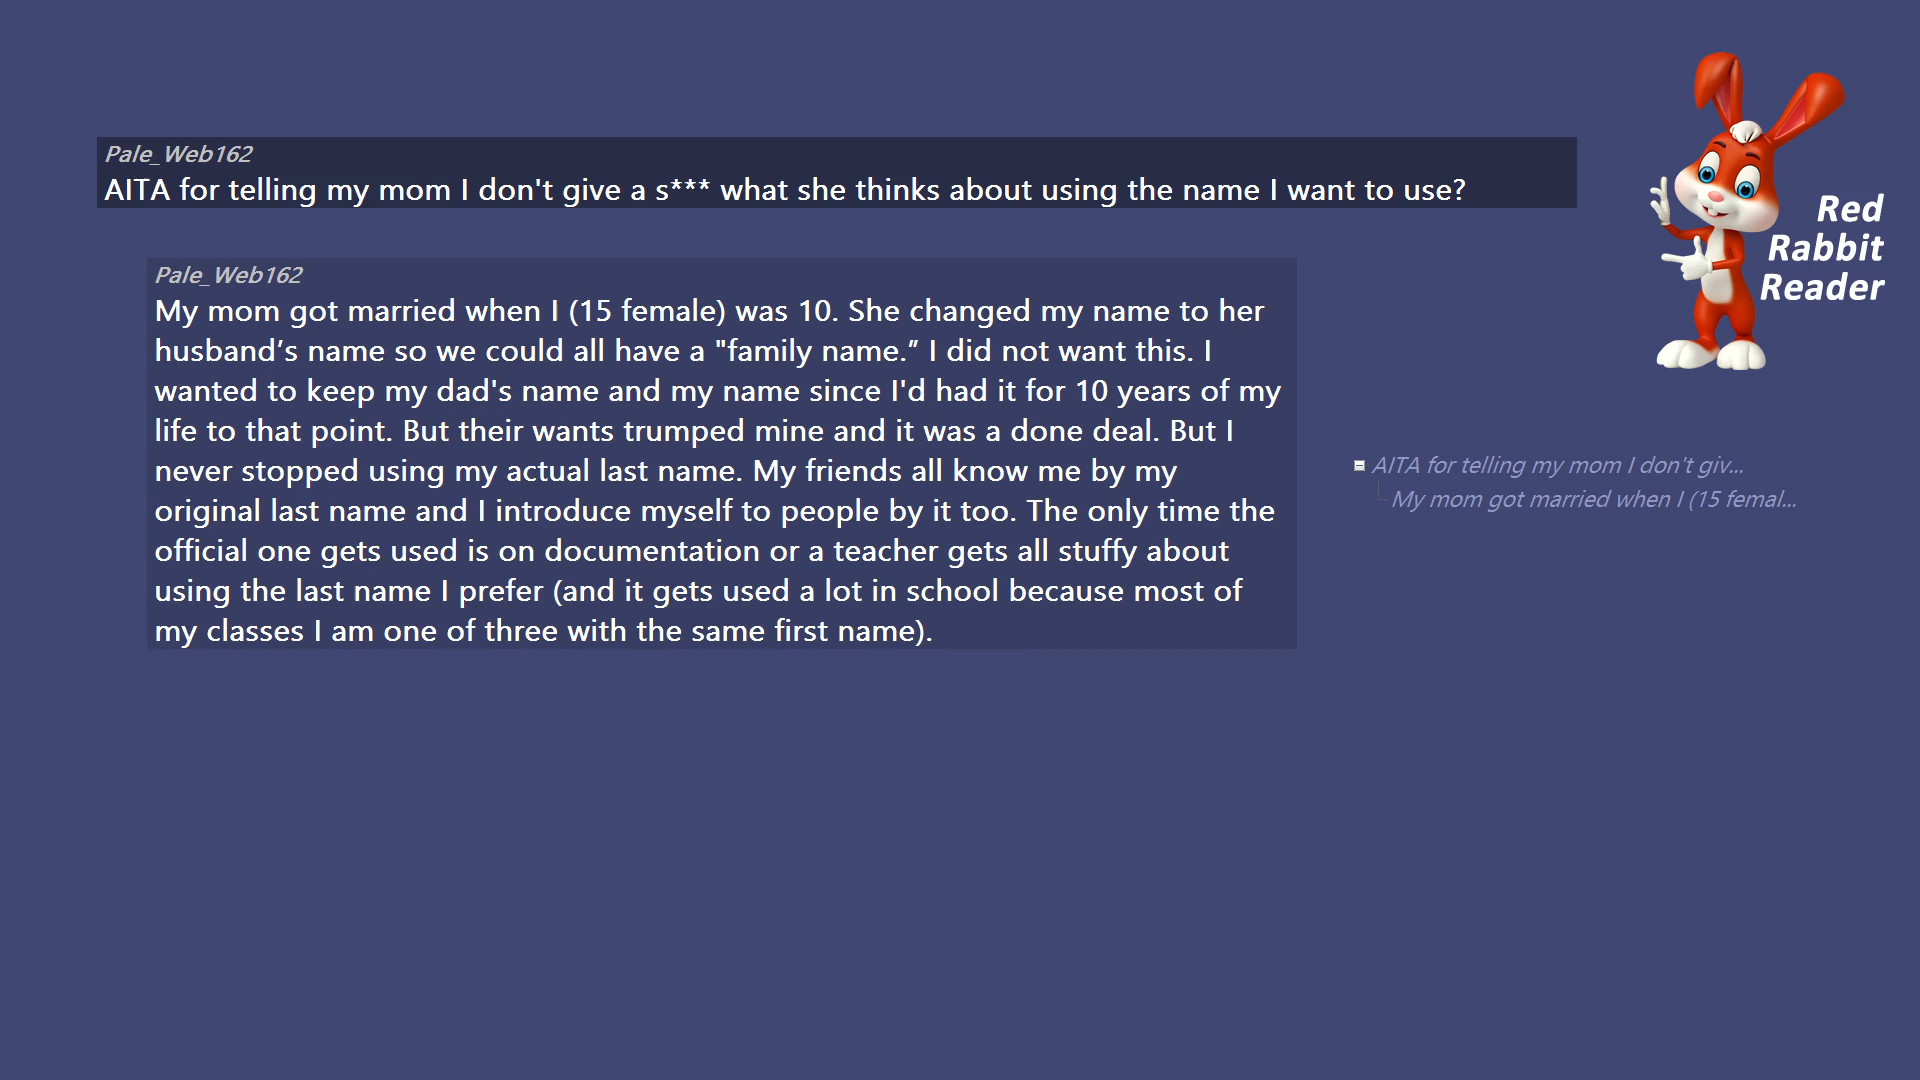 Pale_Web162
AITA for telling my mom I don't give a s*** what she thinks about using the name I want to use?
Pale_Web162
My mom got married when I (15 female) was 10. She changed my name to her
husband’s name so we could all have a "family name.” I did not want this. I
wanted to keep my dad's name and my name since I'd had it for 10 years of my
life to that point. But their wants trumped mine and it was a done deal. But I
never stopped using my actual last name. My friends all know me by my
original last name and I introduce myself to people by it too. The only time the
official one gets used is on documentation or a teacher gets all stuffy about
using the last name I prefer (and it gets used a lot in school because most of
my classes I am one of three with the same first name).
Red
Rabbit
Reader
AITA for telling my mom I don't giv...
My mom got married when I (15 femal...